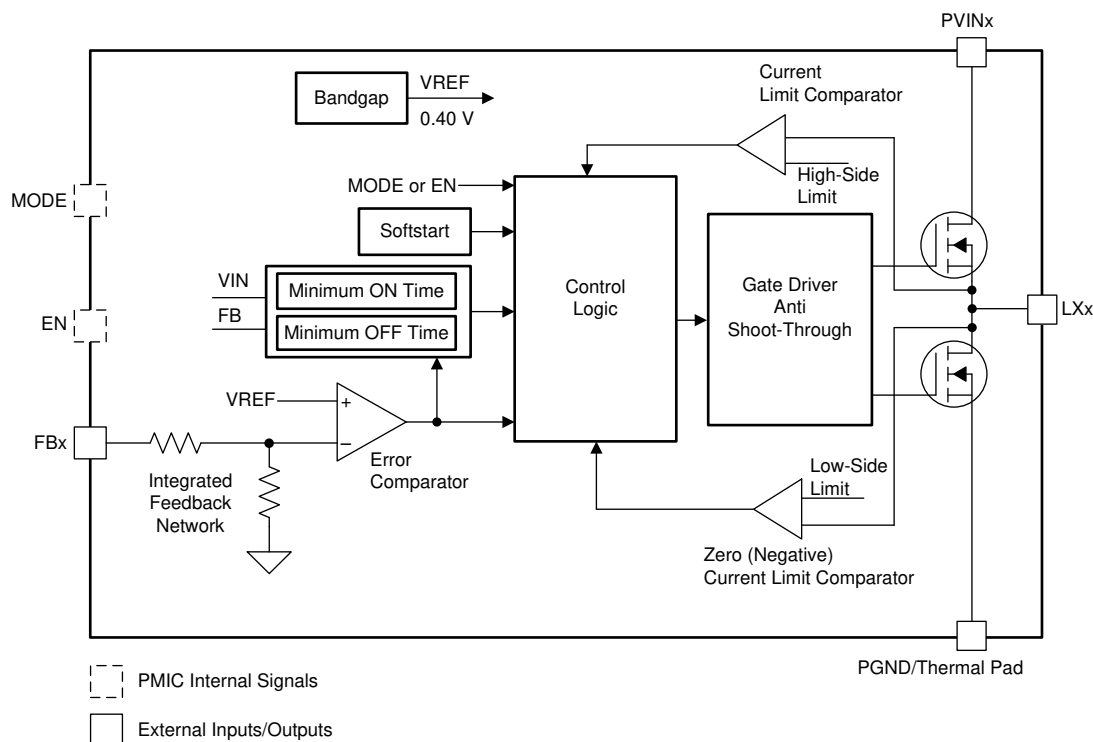 PVINx
Bandgap
VREF
0.40 V
Current
Limit Comparator
MODE
MODE or EN
High-Side
Limit
Softstart
VIN
FB
Minimum ON Time
Minimum OFF Time
Control
Logic
Gate Driver
Anti
Shoot-Through
LXx
EN
VREF
+
−
FBx
Error
Comparator
Integrated
Feedback
Network
Low-Side
Limit
Zero (Negative)
Current Limit Comparator
PGND/Thermal Pad
PMIC Internal Signals
External Inputs/Outputs